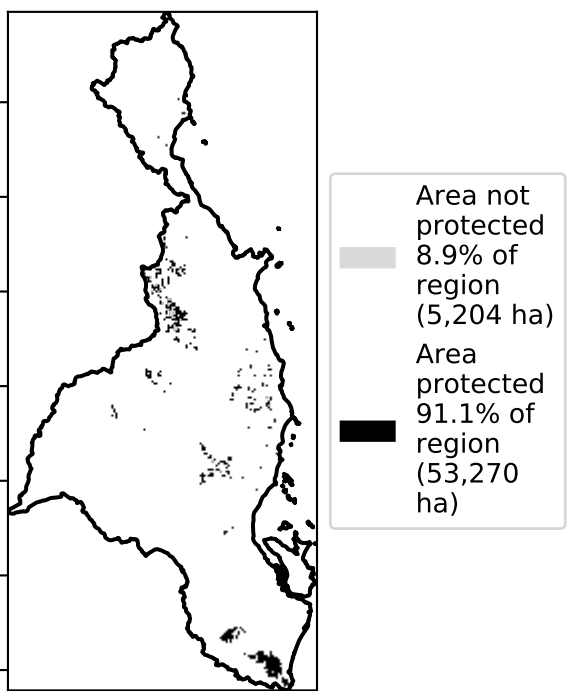 Area not
protected
8.9% of
region
(5,204 ha)
Area
protected
91.1% of
region
(53,270
ha)